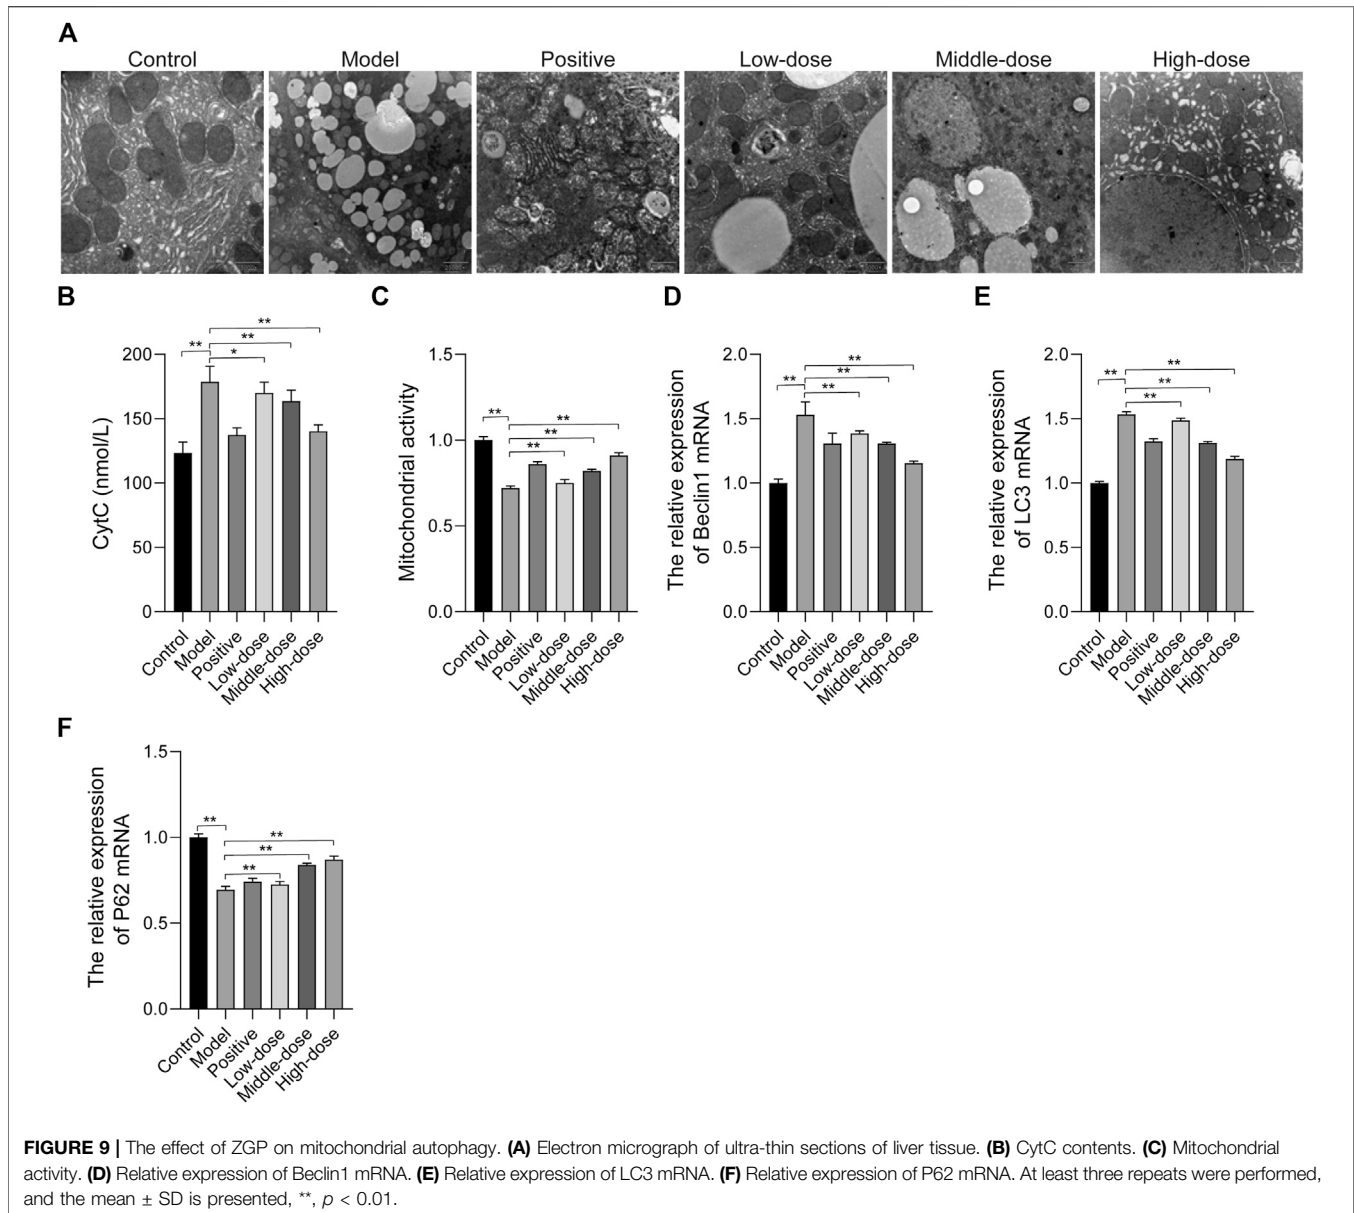 A
Control Model Positive Low-dose Middle-dose High-dose
B
CytC (nmol/L)
200
150
100
50
0
** * ** **
Control Model Positive Low-dose Middle-dose High-dose
C
Mitochondrial activity
1.5
1.0
0.5
0.0
** ** ** **
Control Model Positive Low-dose Middle-dose High-dose
D
The relative expression
of Beclin1 mRNA
2.0
1.5
1.0
0.5
0.0
** ** ** **
Control Model Positive Low-dose Middle-dose High-dose
E
The relative expression
of LC3 mRNA
2.0
1.5
1.0
0.5
0.0
** ** ** **
Control Model Positive Low-dose Middle-dose High-dose
F
The relative expression
of P62 mRNA
1.5
1.0
0.5
0.0
** ** ** **
Control Model Positive Low-dose Middle-dose High-dose
FIGURE 9 | The effect of ZGP on mitochondrial autophagy. (A) Electron micrograph of ultra-thin sections of liver tissue. (B) CytC contents. (C) Mitochondrial
activity. (D) Relative expression of Beclin1 mRNA. (E) Relative expression of LC3 mRNA. (F) Relative expression of P62 mRNA. At least three repeats were performed,
and the mean ± SD is presented, **, p < 0.01.